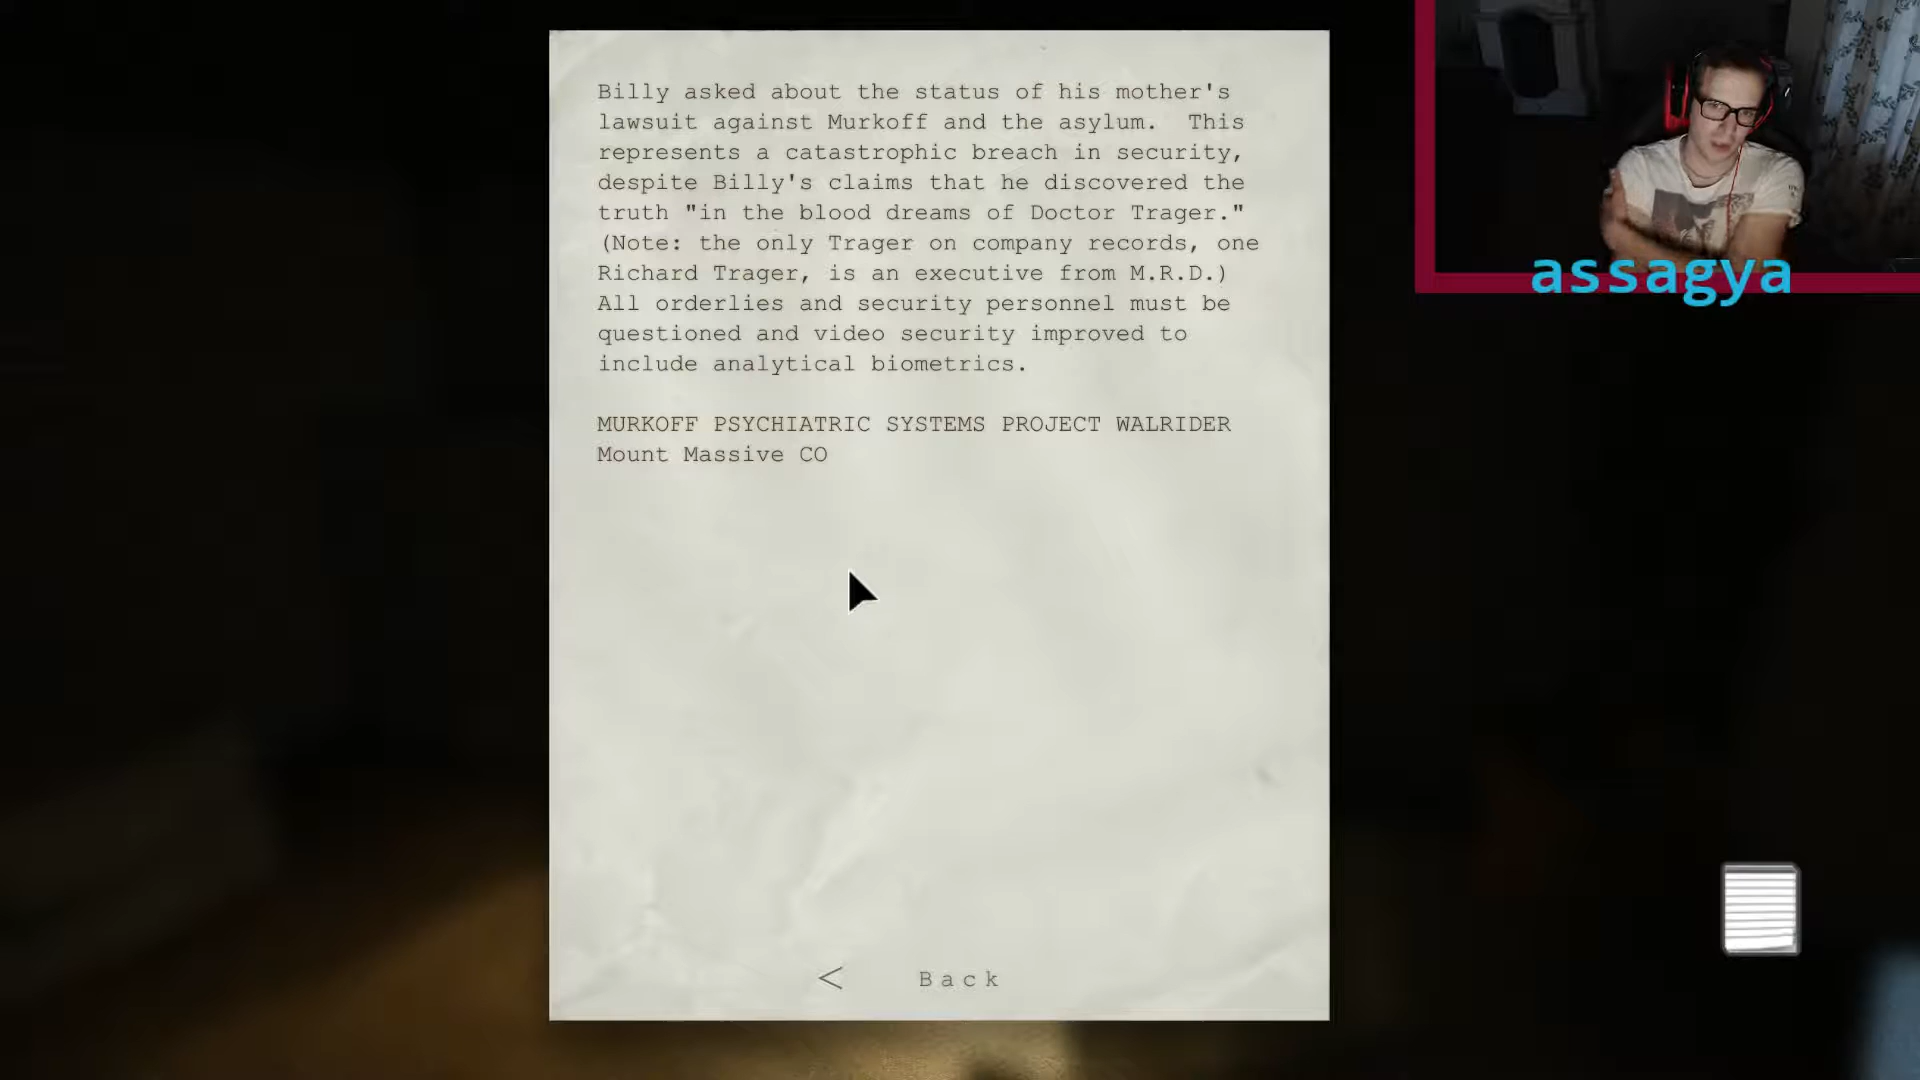 Billy asked about the status of his mother's
lawsuit against Murkoff and the asylum.  This
represents a catastrophic breach in security,
despite Billy's claims that he discovered the
truth "in the blood dreams of Doctor Trager."
(Note: the only Trager on company records, one
Richard Trager, is an executive from M.R.D.)
All orderlies and security personnel must be
questioned and video security improved to
include analytical biometrics.
MURKOFF PSYCHIATRIC SYSTEMS PROJECT WALRIDER
Mount Massive CO
< Back
assagya